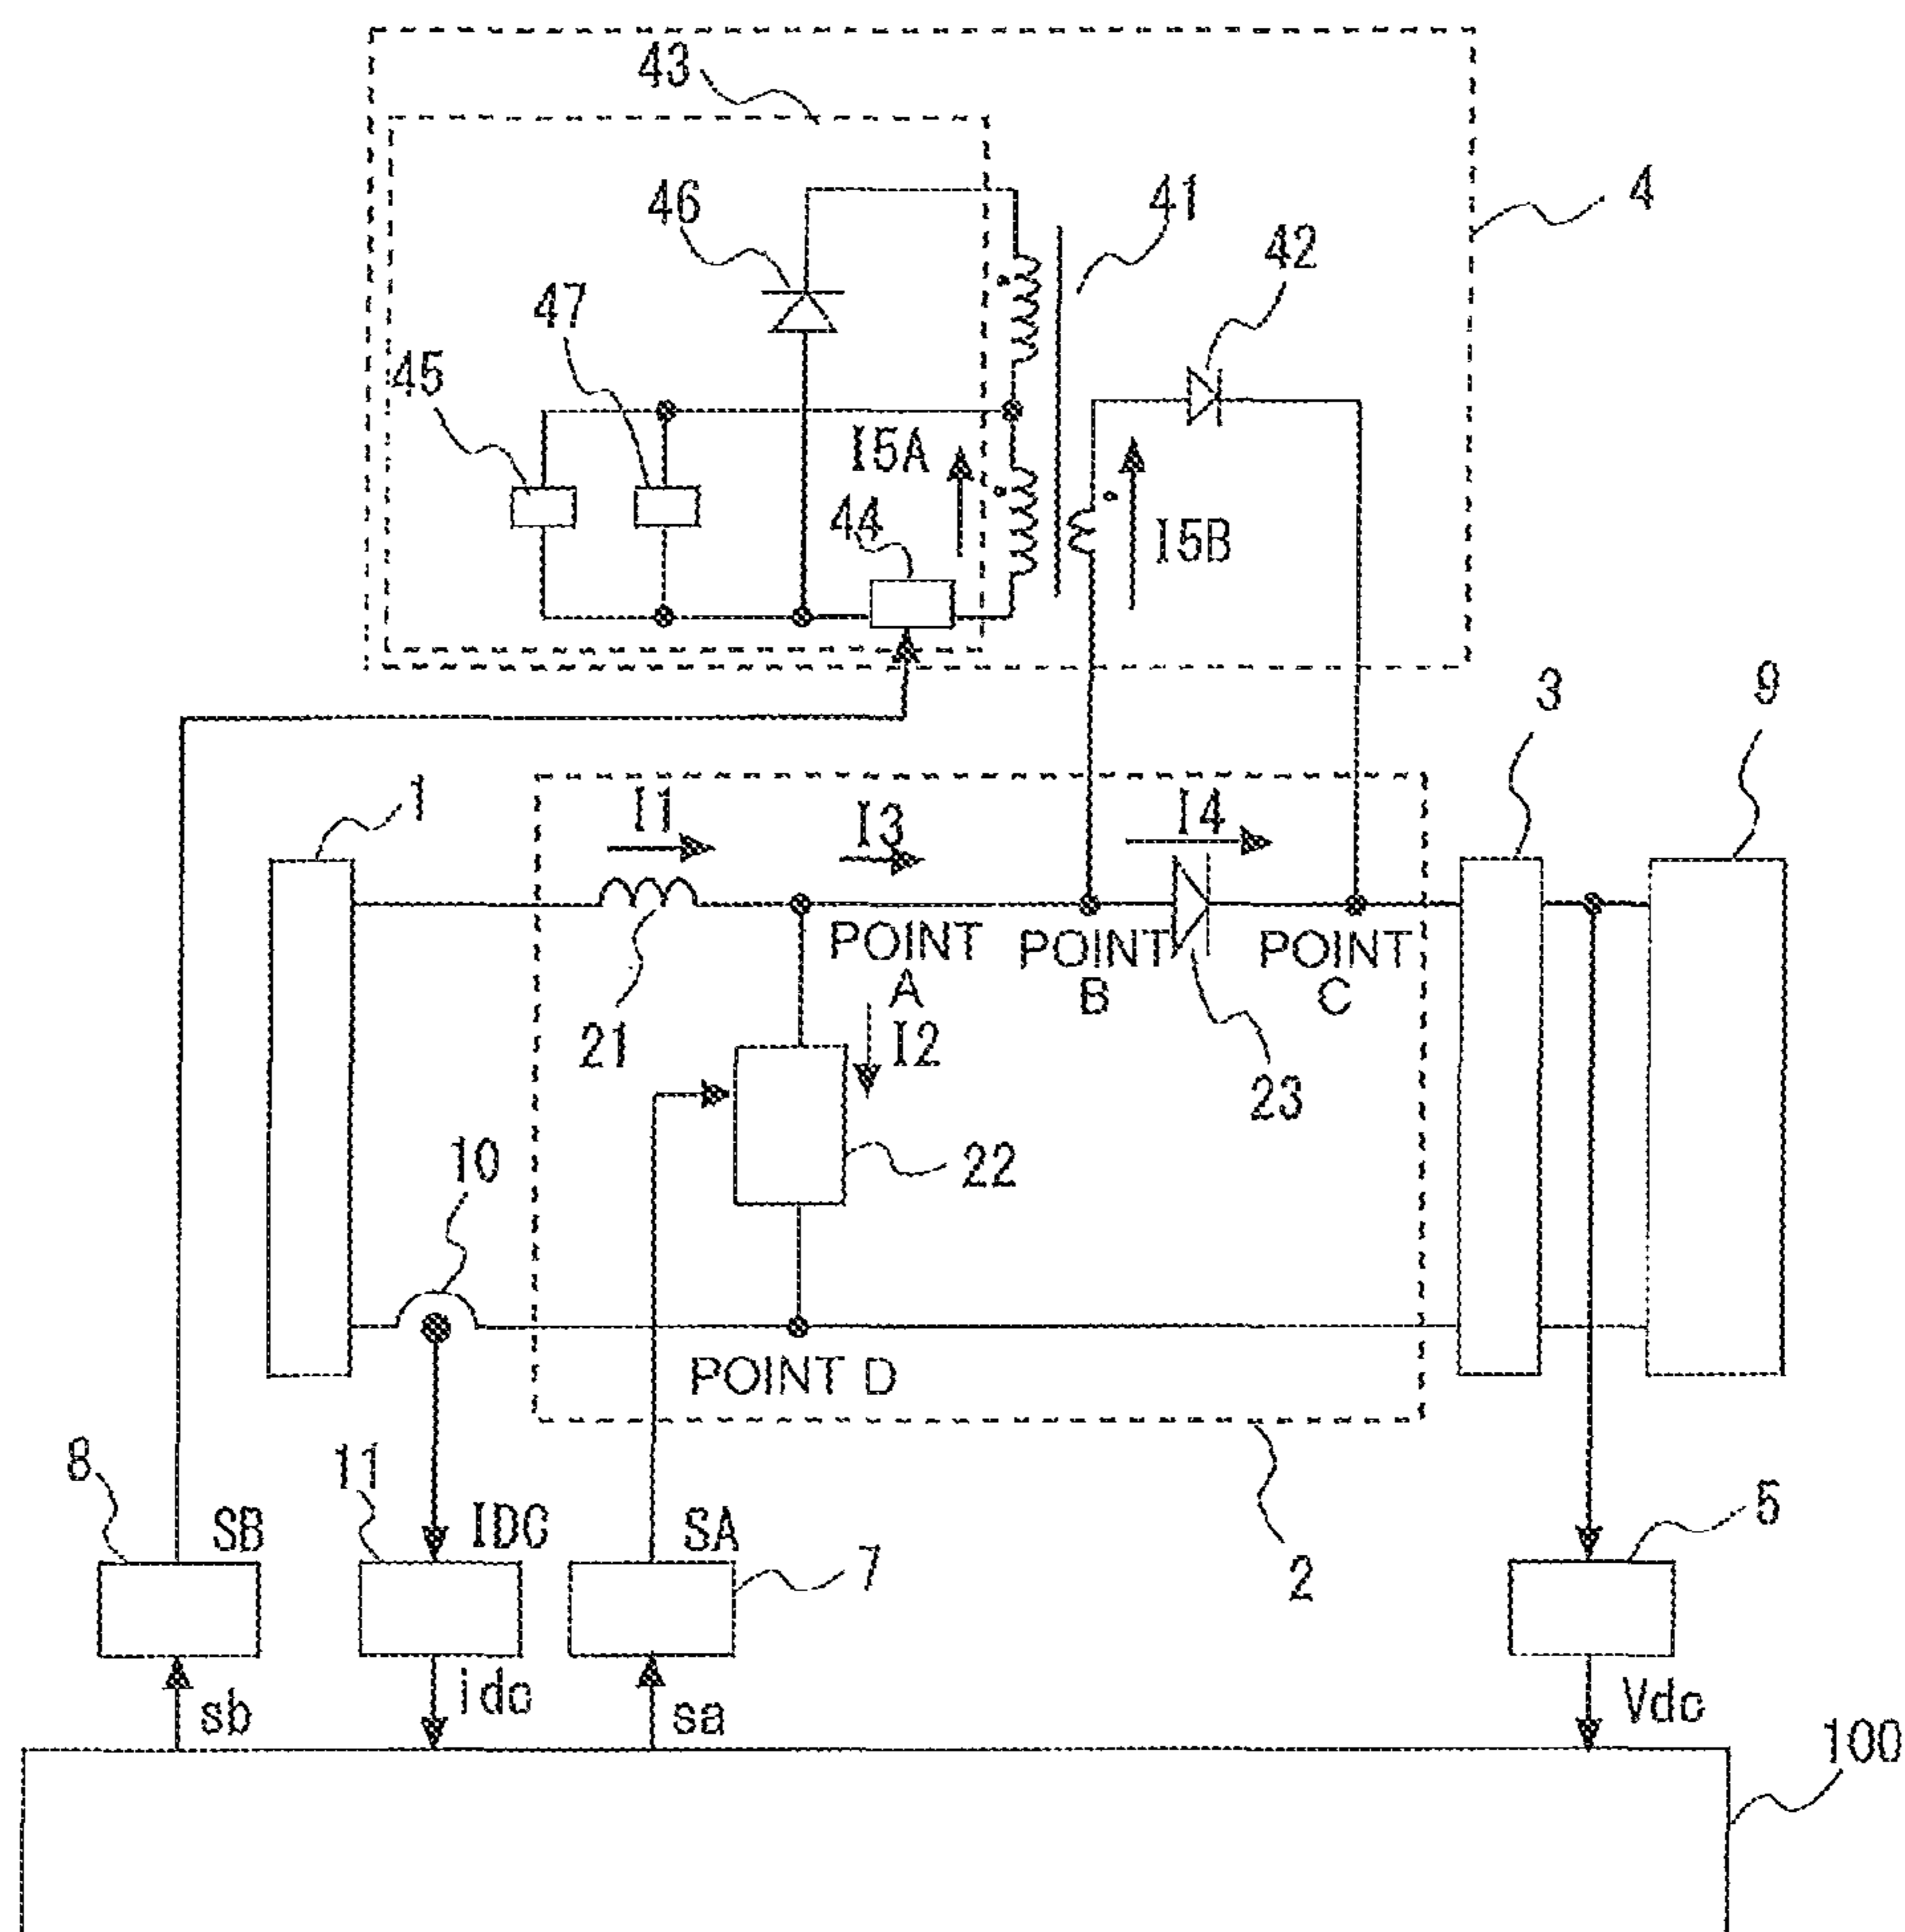 43
4
46
41
42
47
45
I5A
44
I5B
3
9
1
I1
I3
I4
POINT
A
POINT
B
POINT
C
21
I2
23
10
22
POINT D
8
11
SB
IDC
SA
7
2
5
sb
idc
sa
Vdc
100